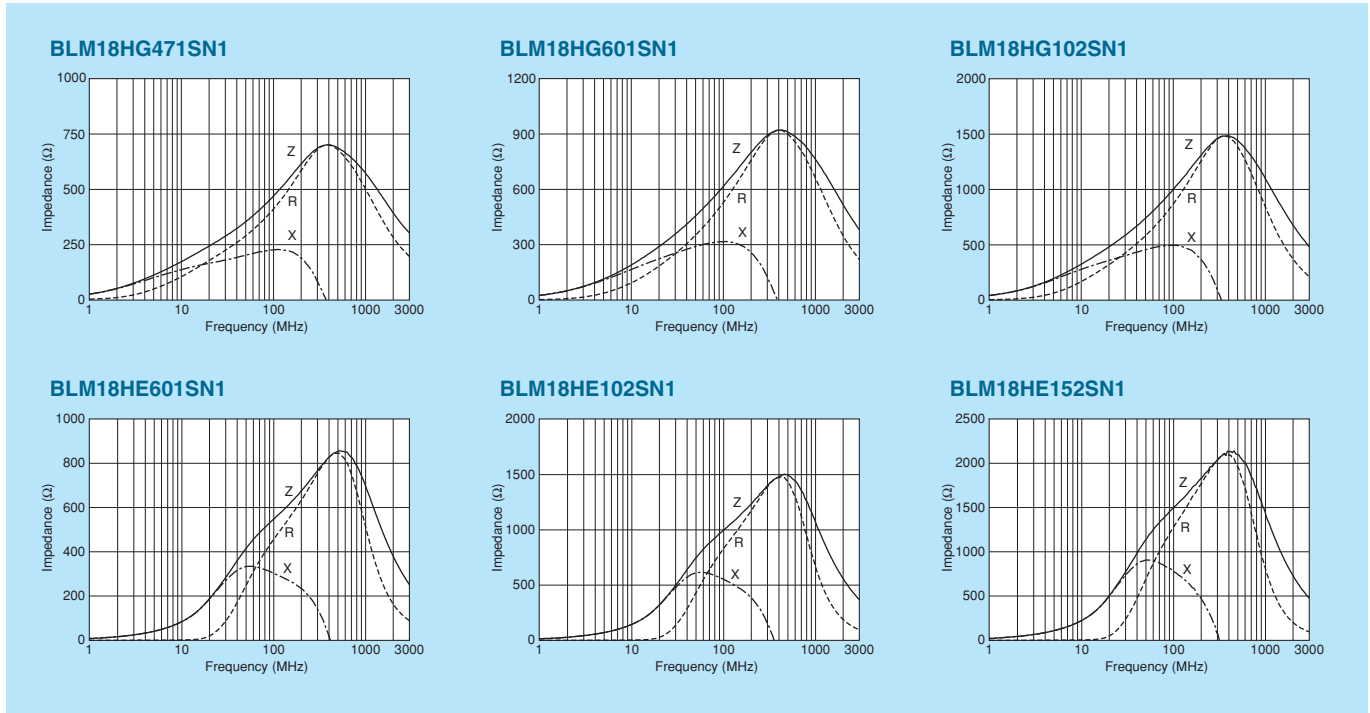 BLM18HG471SN1
1000
750
500
250
0
Impedance (Ω)
Z
R
X
1 10 100 1000 3000
Frequency (MHz)
BLM18HG601SN1
1200
900
600
300
0
Impedance (Ω)
Z
R
X
1 10 100 1000 3000
Frequency (MHz)
BLM18HG102SN1
2000
1500
1000
500
0
Impedance (Ω)
Z
R
X
1 10 100 1000 3000
Frequency (MHz)
BLM18HE601SN1
1000
800
600
400
200
0
Impedance (Ω)
Z
R
X
1 10 100 1000 3000
Frequency (MHz)
BLM18HE102SN1
2000
1500
1000
500
0
Impedance (Ω)
Z
R
X
1 10 100 1000 3000
Frequency (MHz)
BLM18HE152SN1
2500
2000
1500
1000
500
0
Impedance (Ω)
Z
R
X
1 10 100 1000 3000
Frequency (MHz)